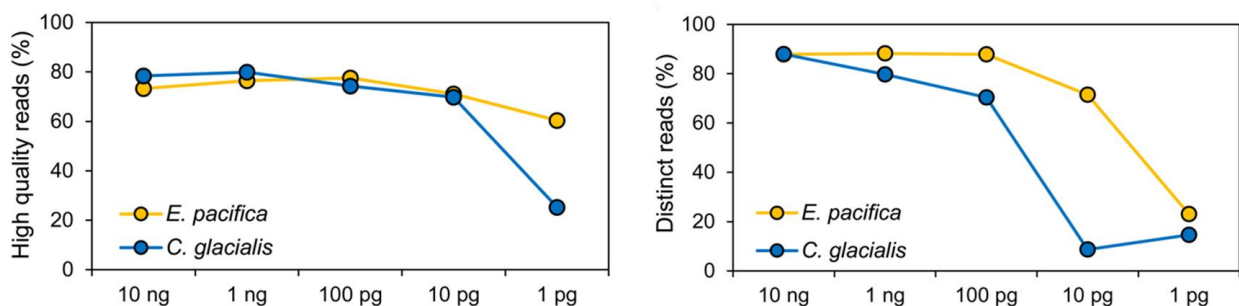 High quality reads (%)
100
80
60
40
20
0
E. pacifica
C. glacialis
10 ng 1 ng 100 pg 10 pg 1 pg
Distinct reads (%)
100
80
60
40
20
0
E. pacifica
C. glacialis
10 ng 1 ng 100 pg 10 pg 1 pg